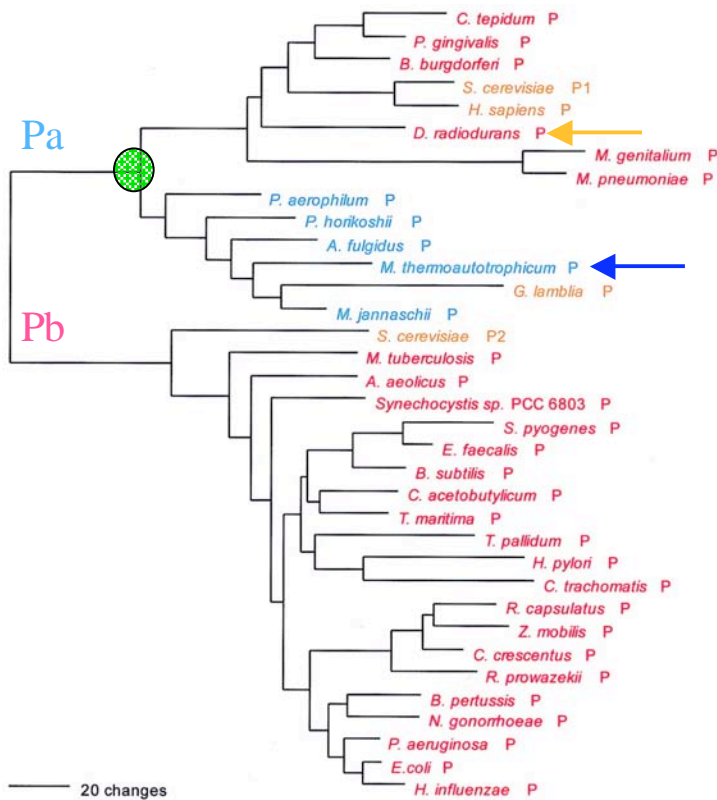 C. tepidum P
P. gingivalis P
B. burgdorferi P
S. cerevisiae P1
H. sapiens P
Pa
D. radiodurans P
M. genitalium P
M. pneumoniae P
P. aerophilum P
P. horikoshii P
A. fulgidus P
M. thermoautotrophicum P
G. lamblia P
M. jannaschii P
Pb
S. cerevisiae P2
M. tuberculosis P
A. aeolicus P
Synechocystis sp. PCC 6803 P
S. pyogenes P
E. faecalis P
B. subtilis P
C. acetobutylicum P
T. maritima P
T. pallidum P
H. pylori P
C. trachomatis P
R. capsulatus P
Z. mobilis P
C. crescentus P
R. prowazekii P
B. pertussis P
N. gonorrhoeae P
P. aeruginosa P
E.coli P
H. influenzae P
20 changes